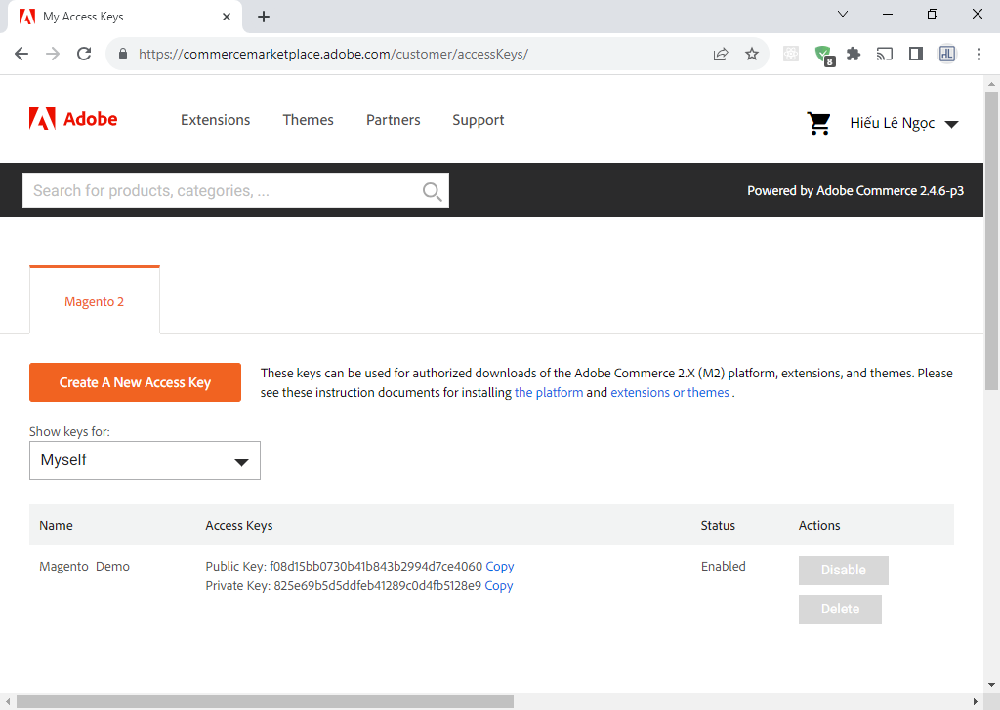 My Access Keys
https://commercemarketplace.adobe.com/customer/accessKeys/
8
HL
Adobe
Extensions
Themes
Partners
Support
Hiếu Lê Ngọc
Search for products, categories, ...
Powered by Adobe Commerce 2.4.6-p3
Magento 2
Create A New Access Key
These keys can be used for authorized downloads of the Adobe Commerce 2.X (M2) platform, extensions, and themes. Please
see these instruction documents for installing the platform and extensions or themes .
Show keys for:
Myself
Name
Access Keys
Status
Actions
Magento_Demo
Public Key: f08d15bb0730b41b843b2994d7ce4060 Copy
Private Key: 825e69b5d5ddfeb41289c0d4fb5128e9 Copy
Enabled
Disable
Delete